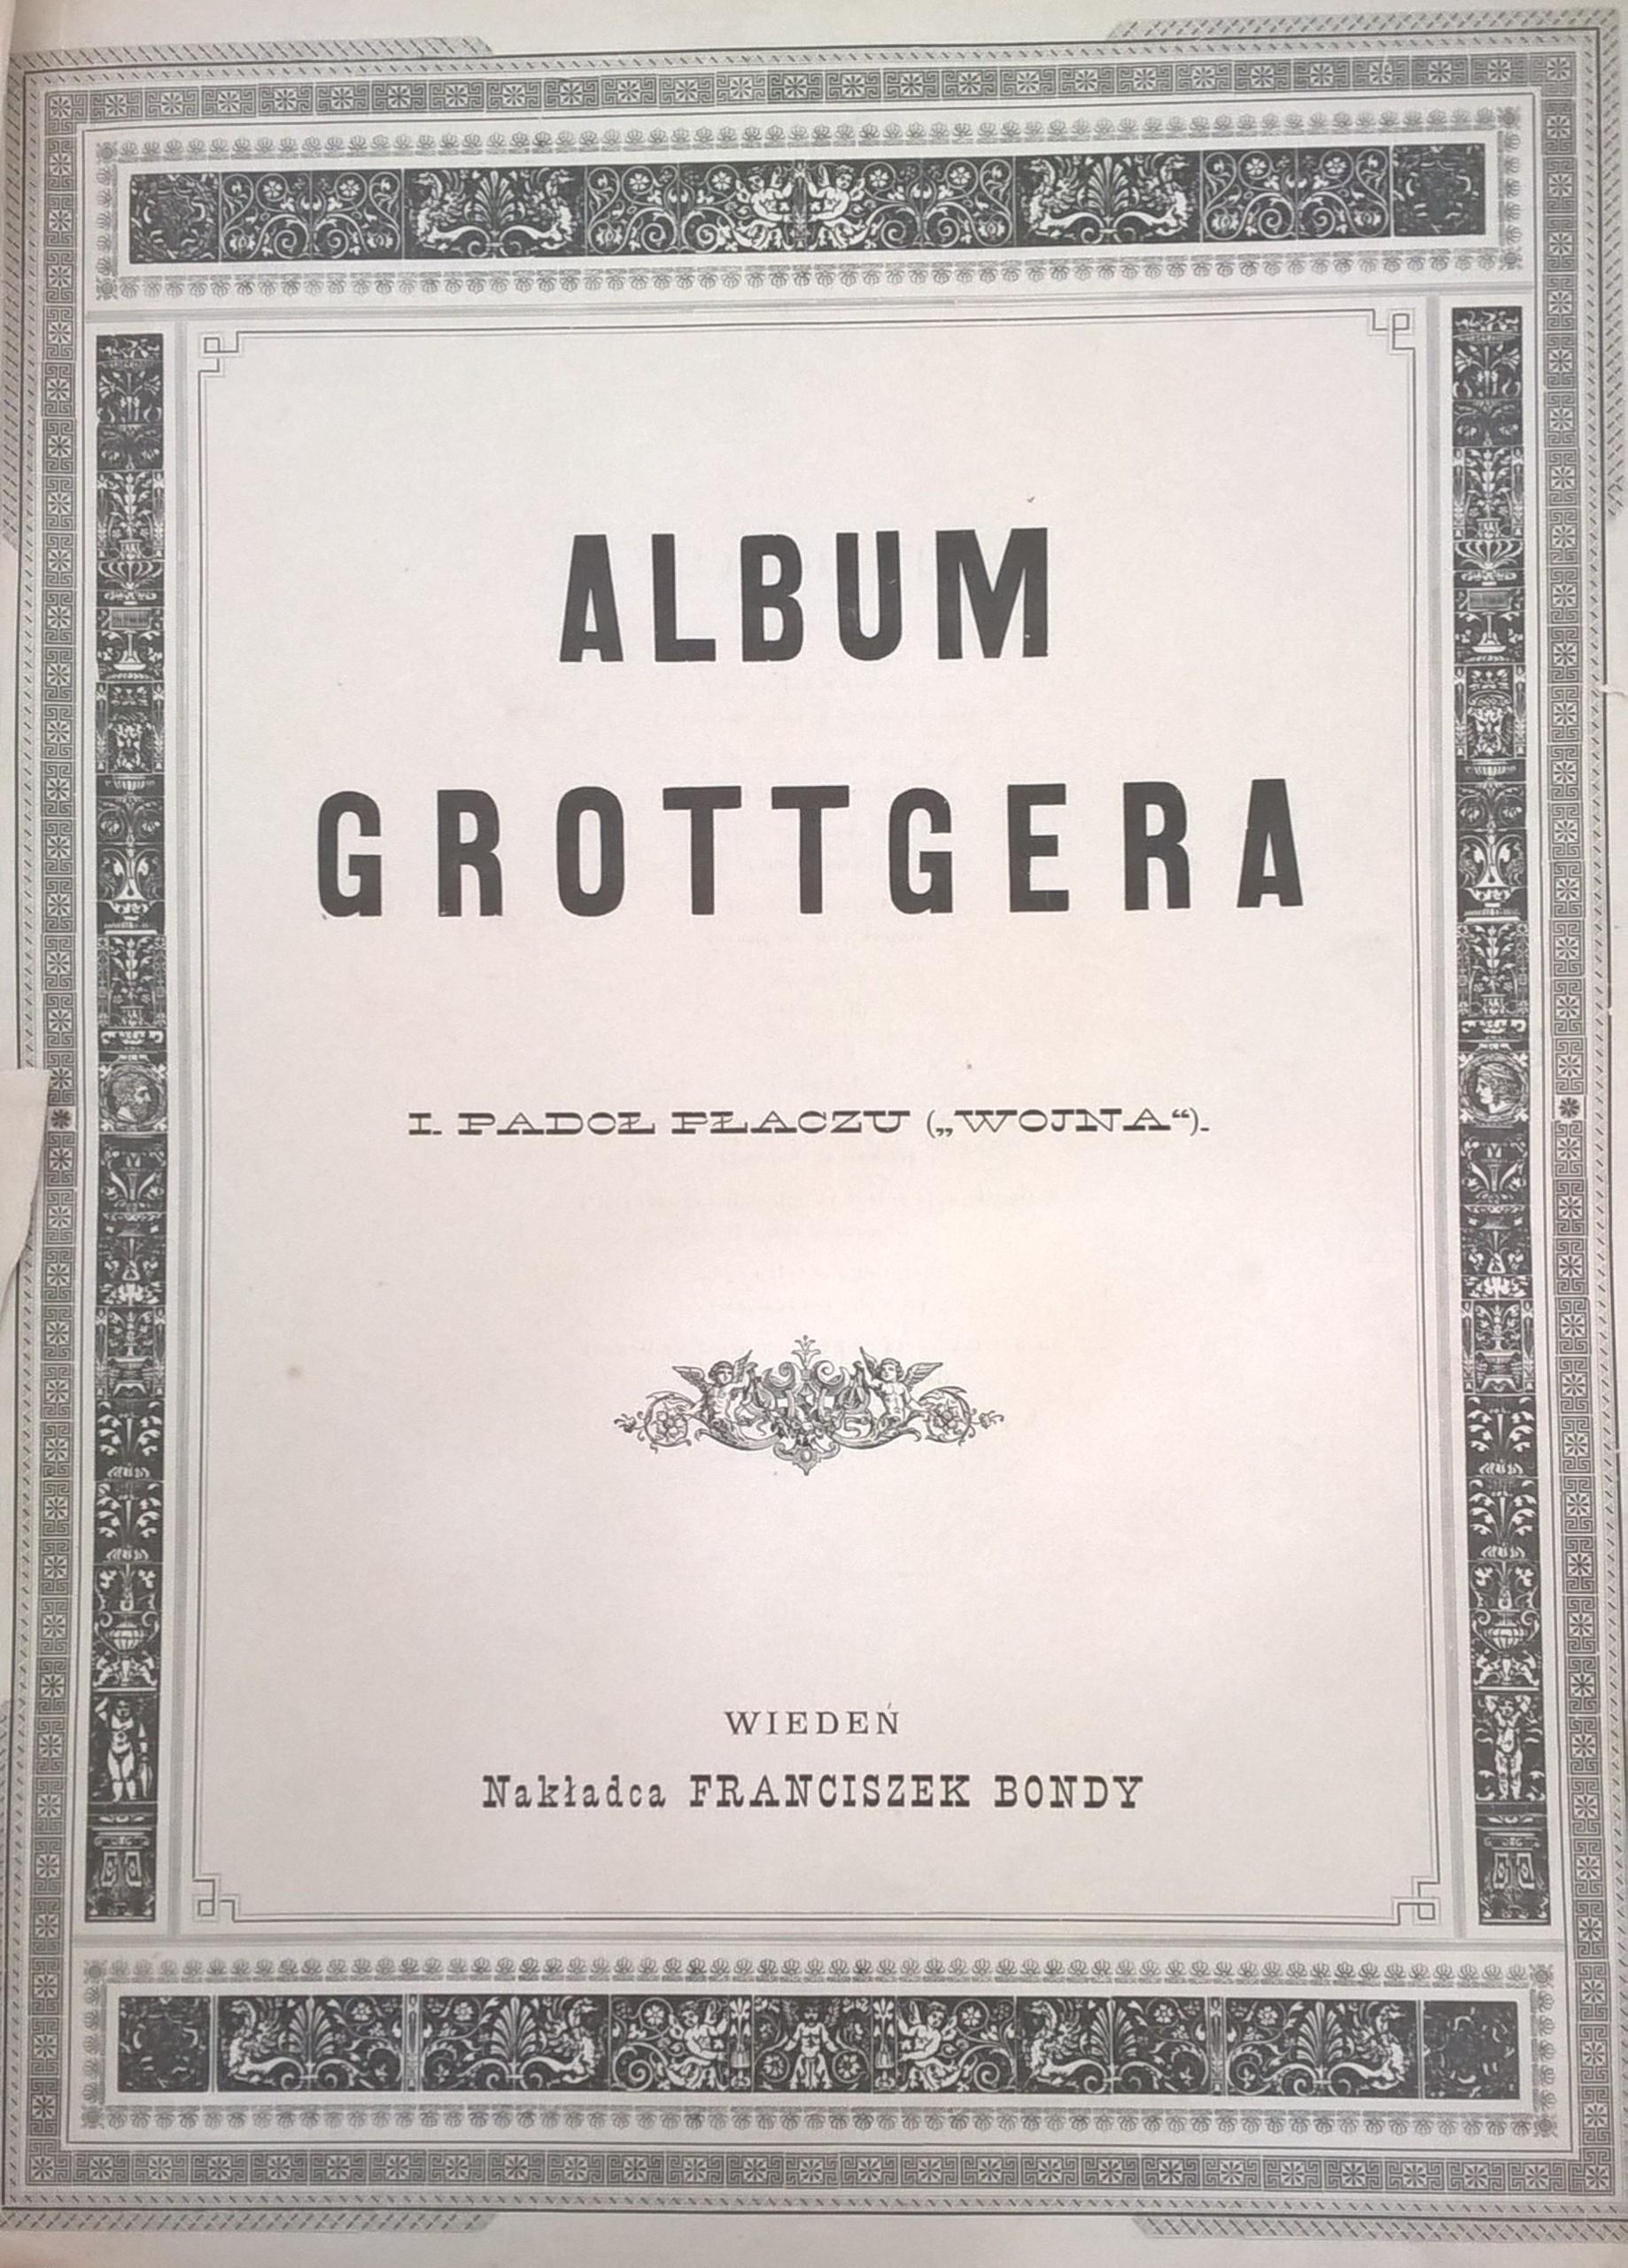 ALBUM
GROTTGERA
I. PADOŁ PŁACZU („WOJNA“).
WIEDEŃ
Nakładca FRANCISZEK BONDY